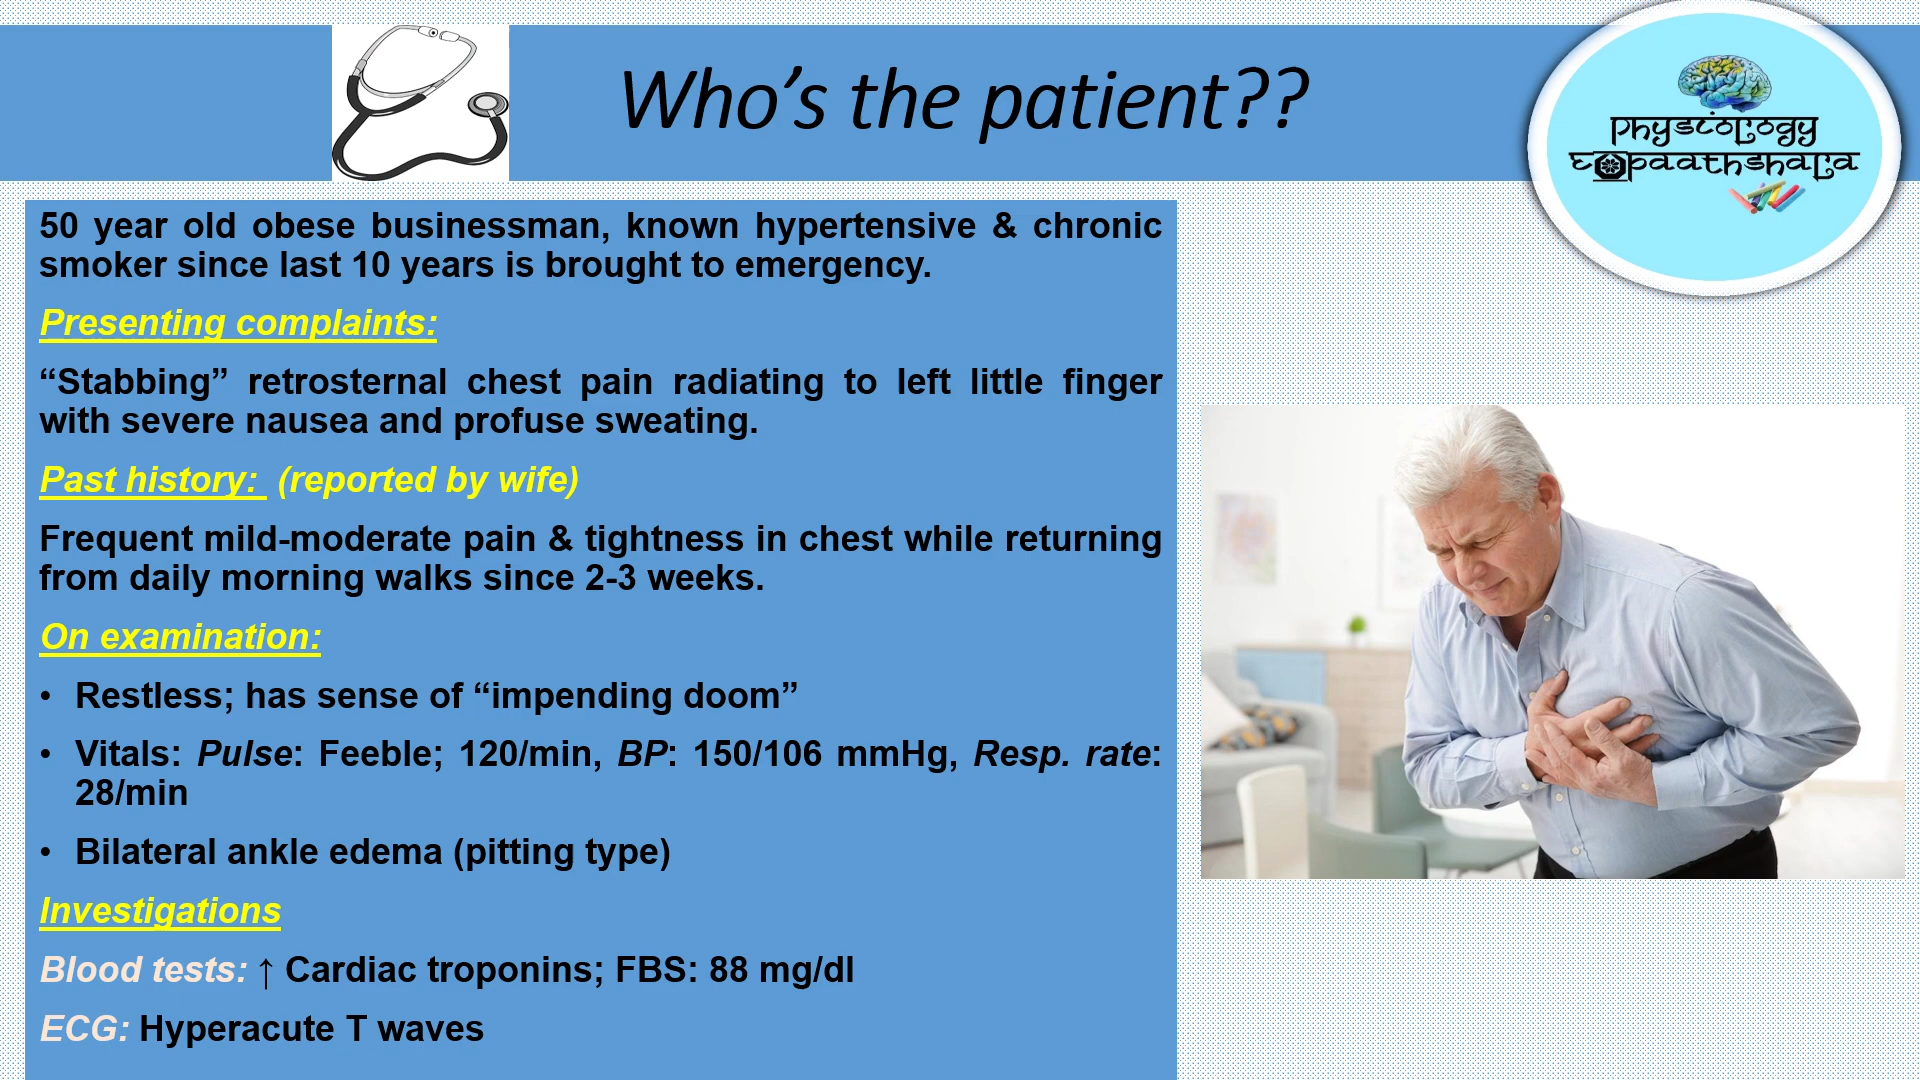 Who’s the patient??
Physiology
E-paathshala
50 year old obese businessman, known hypertensive & chronic
smoker since last 10 years is brought to emergency.
Presenting complaints:
“Stabbing” retrosternal chest pain radiating to left little finger
with severe nausea and profuse sweating.
Past history: (reported by wife)
Frequent mild-moderate pain & tightness in chest while returning
from daily morning walks since 2-3 weeks.
On examination:
• Restless; has sense of “impending doom”
• Vitals: Pulse: Feeble; 120/min, BP: 150/106 mmHg, Resp. rate:
28/min
• Bilateral ankle edema (pitting type)
Investigations
Blood tests: ↑ Cardiac troponins; FBS: 88 mg/dl
ECG: Hyperacute T waves